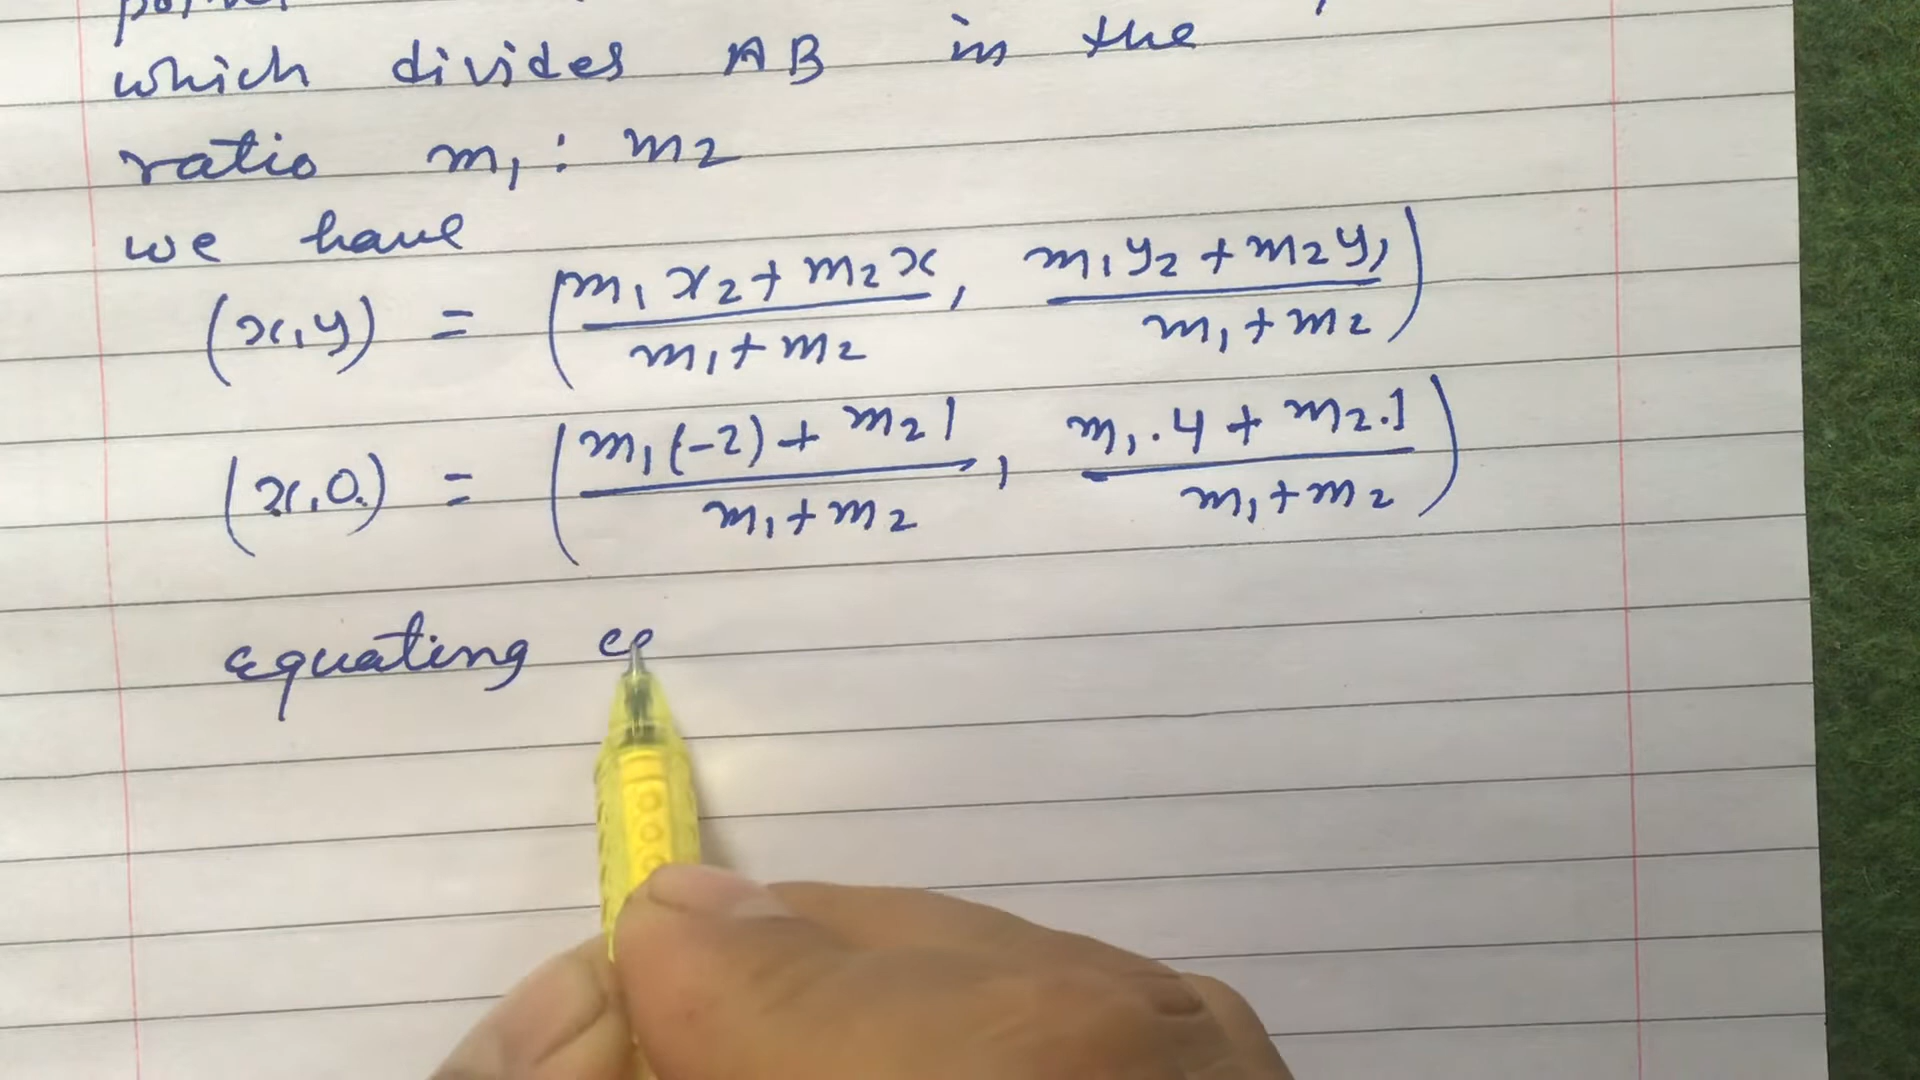 which divides AB in the
ratio m₁ : m₂
we have
(x, y) = ( (m₁x₂ + m₂x)/(m₁ + m₂) , (m₁y₂ + m₂y₁)/(m₁ + m₂) )
(x, 0.) = ( (m₁(-2) + m₂1)/(m₁ + m₂) , (m₁.4 + m₂.1)/(m₁ + m₂) )
equating co